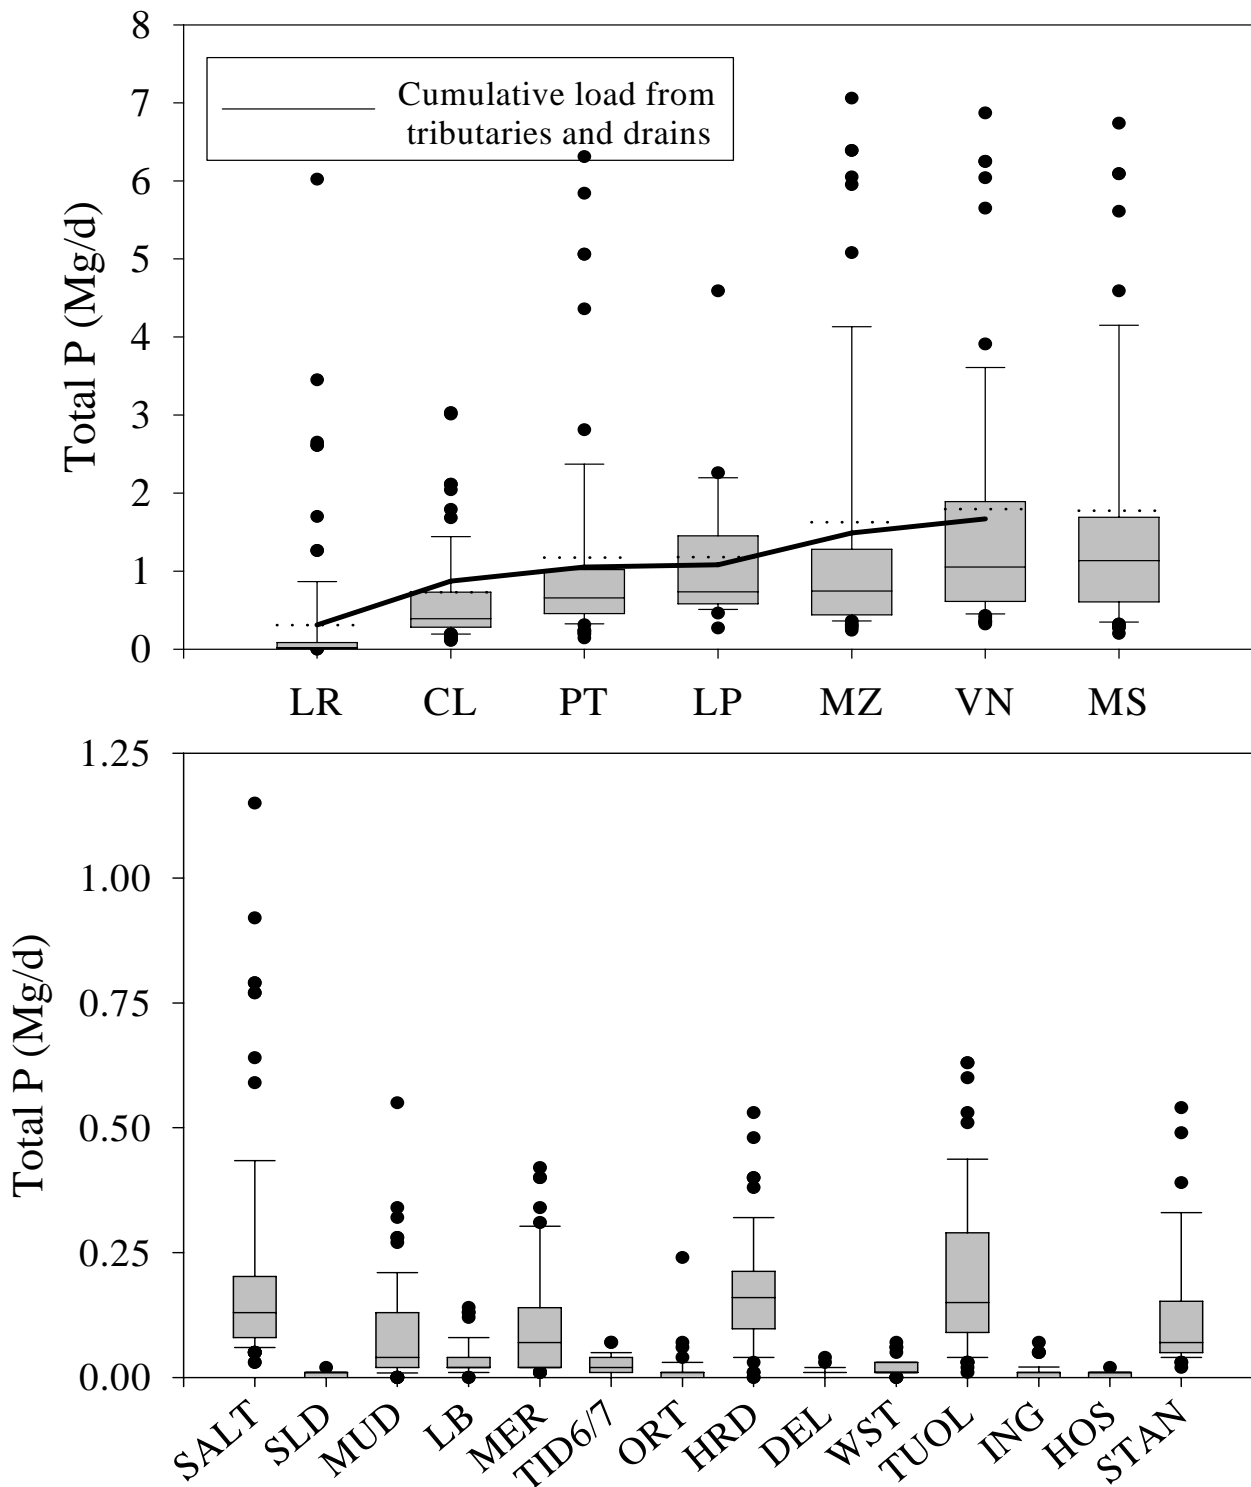 8
7
6
5
4
3
2
1
0
Total P (Mg/d)
Cumulative load from
tributaries and drains
LR CL PT LP MZ VN MS
1.25
1.00
0.75
0.50
0.25
0.00
Total P (Mg/d)
SALT SLD MUD LB MER TID6/7 ORT HRD DEL WST TUOL ING HOS STAN